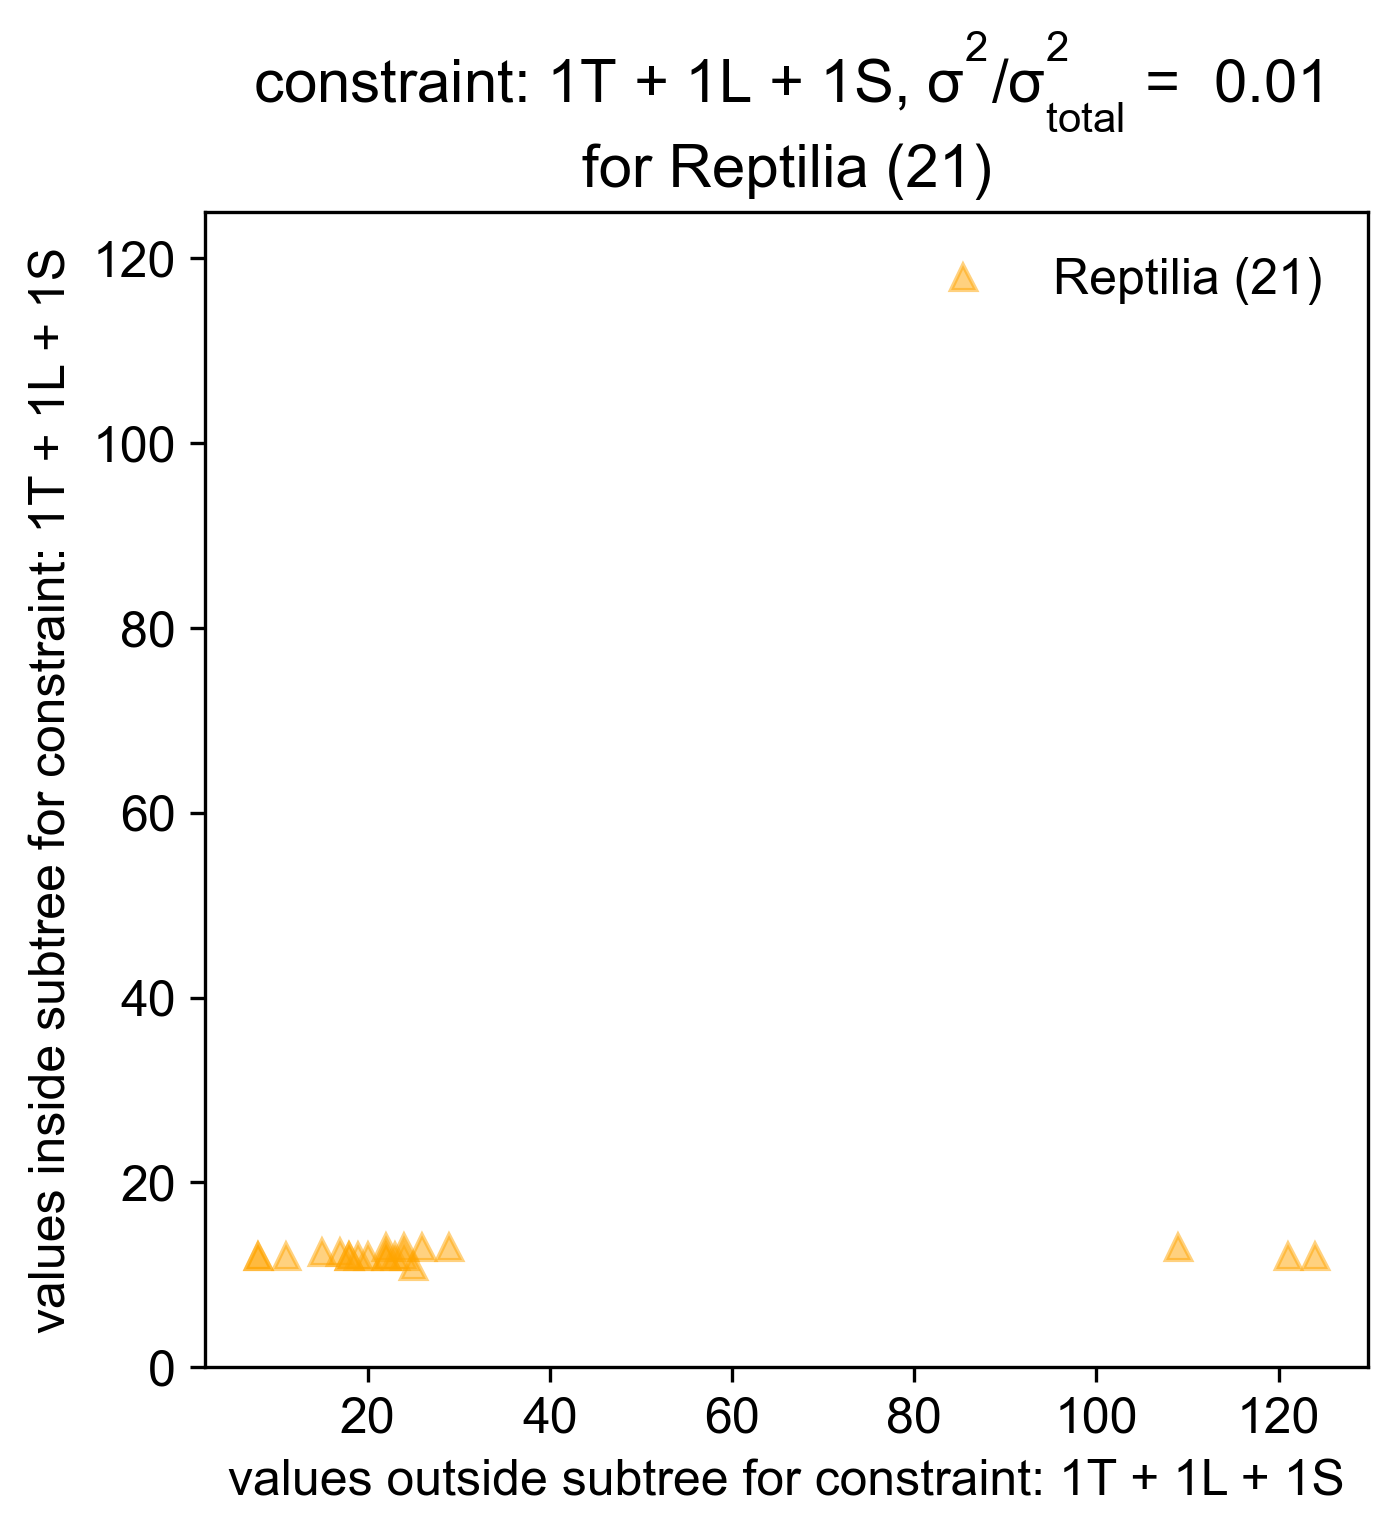 constraint: 1T + 1L + 1S, σ²/σ²total = 0.01
for Reptilia (21)
Reptilia (21)
values inside subtree for constraint: 1T + 1L + 1S
120
100
80
60
40
20
0
20 40 60 80 100 120
values outside subtree for constraint: 1T + 1L + 1S